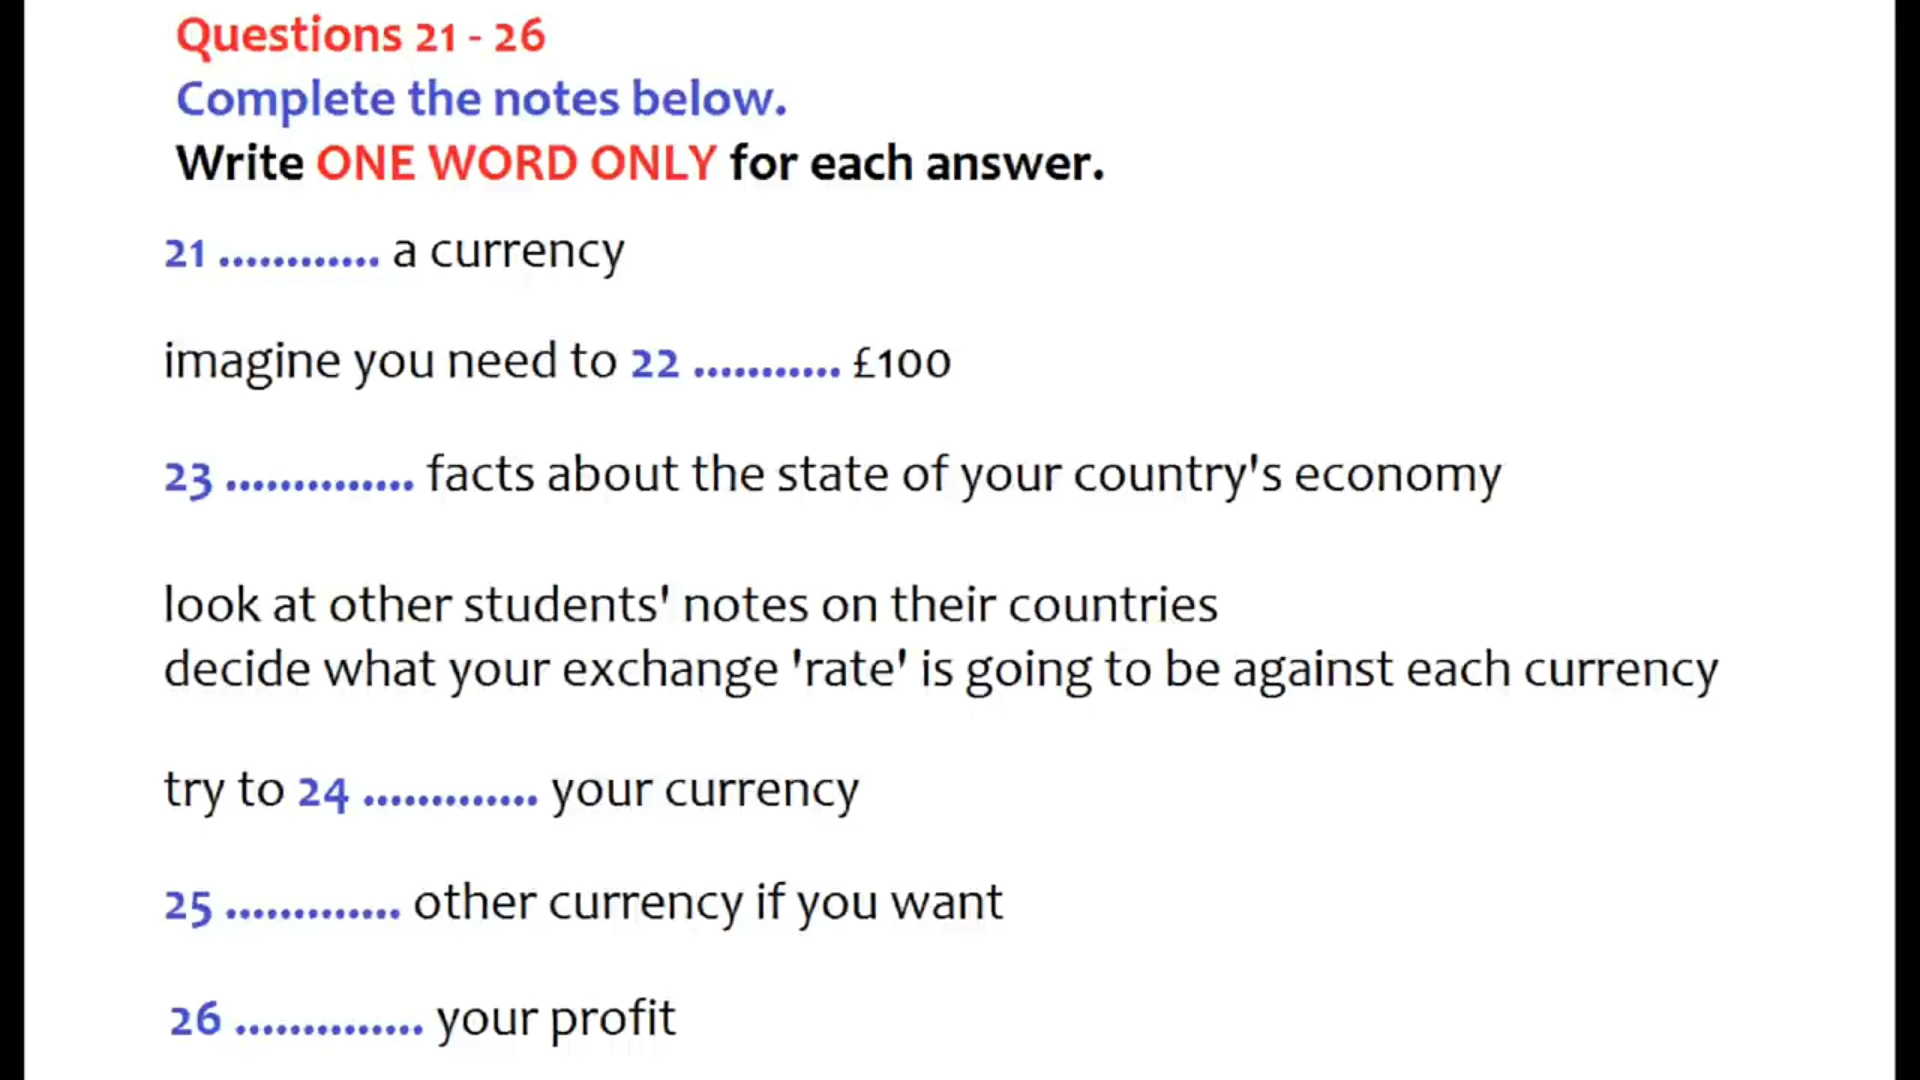 Questions 21 - 26
Complete the notes below.
Write ONE WORD ONLY for each answer.
21 ............ a currency
imagine you need to 22 ........... £100
23 .............. facts about the state of your country's economy
look at other students' notes on their countries
decide what your exchange 'rate' is going to be against each currency
try to 24 ............. your currency
25 ............. other currency if you want
26 .............. your profit